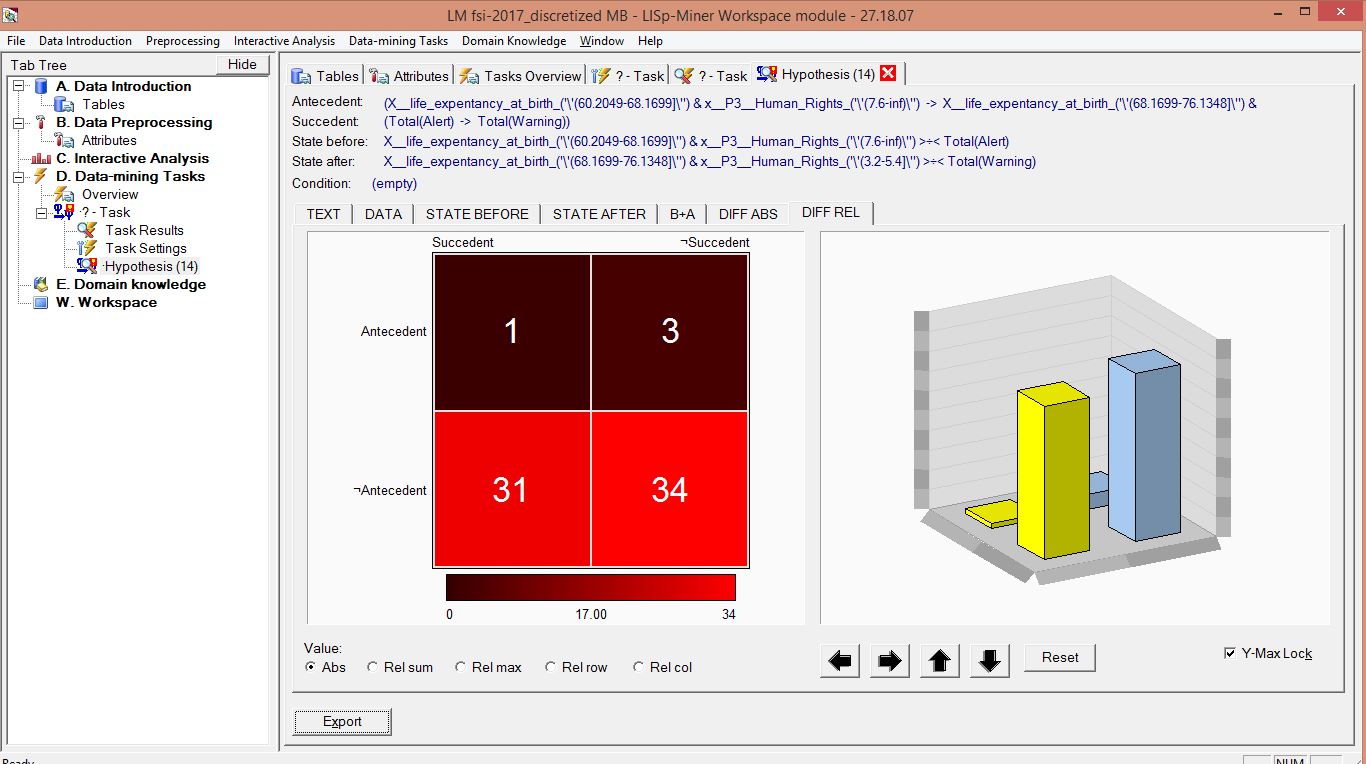 LM fsi-2017_discretized MB - LISp-Miner Workspace module - 27.18.07
File Data Introduction Preprocessing Interactive Analysis Data-mining Tasks Domain Knowledge Window Help
Tab Tree Hide
A. Data Introduction
Tables
B. Data Preprocessing
Attributes
C. Interactive Analysis
D. Data-mining Tasks
Overview
? - Task
Task Results
Task Settings
Hypothesis (14)
E. Domain knowledge
W. Workspace
Tables Attributes Tasks Overview ? - Task ? - Task Hypothesis (14)
Antecedent: (X__life_expentancy_at_birth_("\'(60.2049-68.1699]\'') & x__P3__Human_Rights_("\'(7.6-inf)\'') -> X__life_expentancy_at_birth_("\'(68.1699-76.1348]\'') &
Succedent: (Total(Alert) -> Total(Warning))
State before: X__life_expentancy_at_birth_("\'(60.2049-68.1699]\'') & x__P3__Human_Rights_("\'(7.6-inf)\'') >÷< Total(Alert)
State after: X__life_expentancy_at_birth_("\'(68.1699-76.1348]\'') & x__P3__Human_Rights_("\'(3.2-5.4]\'') >÷< Total(Warning)
Condition: (empty)
TEXT DATA STATE BEFORE STATE AFTER B+A DIFF ABS DIFF REL
Succedent ¬Succedent
Antecedent 1 3
¬Antecedent 31 34
0 17.00 34
Value:
Abs Rel sum Rel max Rel row Rel col
Reset
Y-Max Lock
Export
Ready
NUM